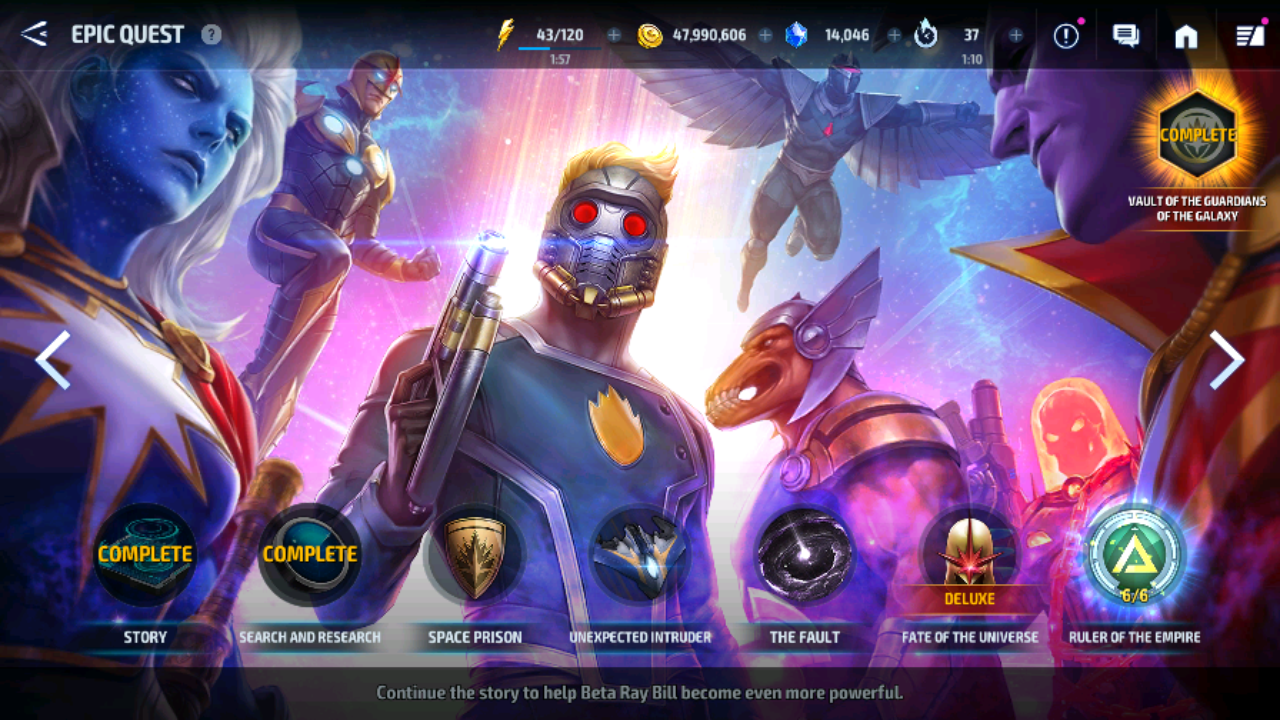 EPIC QUEST ?
43/120
1:57
47,990,606
14,046
37
1:10
COMPLETE
VAULT OF THE GUARDIANS
OF THE GALAXY
COMPLETE
COMPLETE
DELUXE
6/6
STORY
SEARCH AND RESEARCH
SPACE PRISON
UNEXPECTED INTRUDER
THE FAULT
FATE OF THE UNIVERSE
RULER OF THE EMPIRE
Continue the story to help Beta Ray Bill become even more powerful.